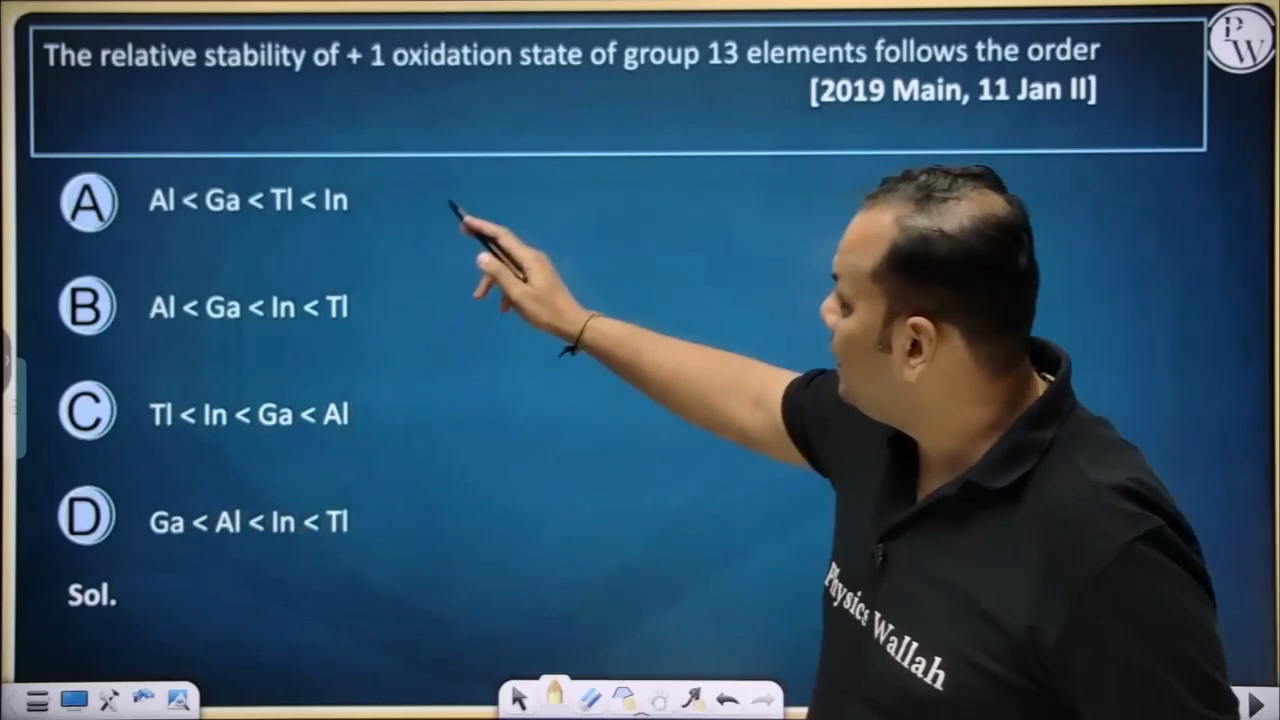 The relative stability of + 1 oxidation state of group 13 elements follows the order
[2019 Main, 11 Jan II]
P
W
A Al < Ga < Tl < In
B Al < Ga < In < Tl
C Tl < In < Ga < Al
D Ga < Al < In < Tl
Sol.
Physics Wallah